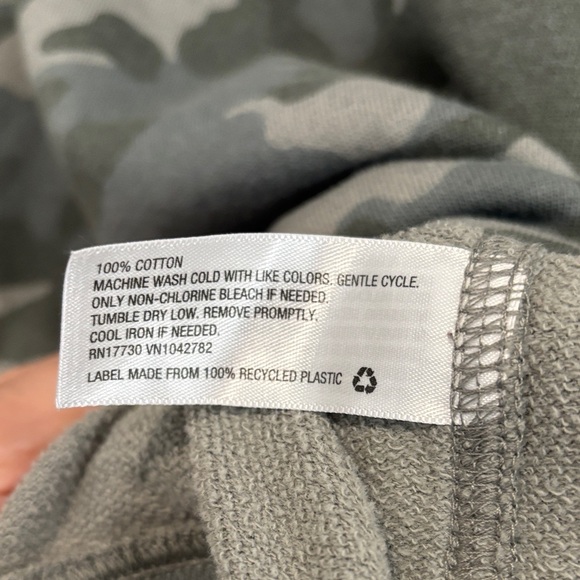 100% COTTON
MACHINE WASH COLD WITH LIKE COLORS. GENTLE CYCLE.
ONLY NON-CHLORINE BLEACH IF NEEDED.
TUMBLE DRY LOW. REMOVE PROMPTLY.
COOL IRON IF NEEDED.
RN17730 VN1042782
LABEL MADE FROM 100% RECYCLED PLASTIC